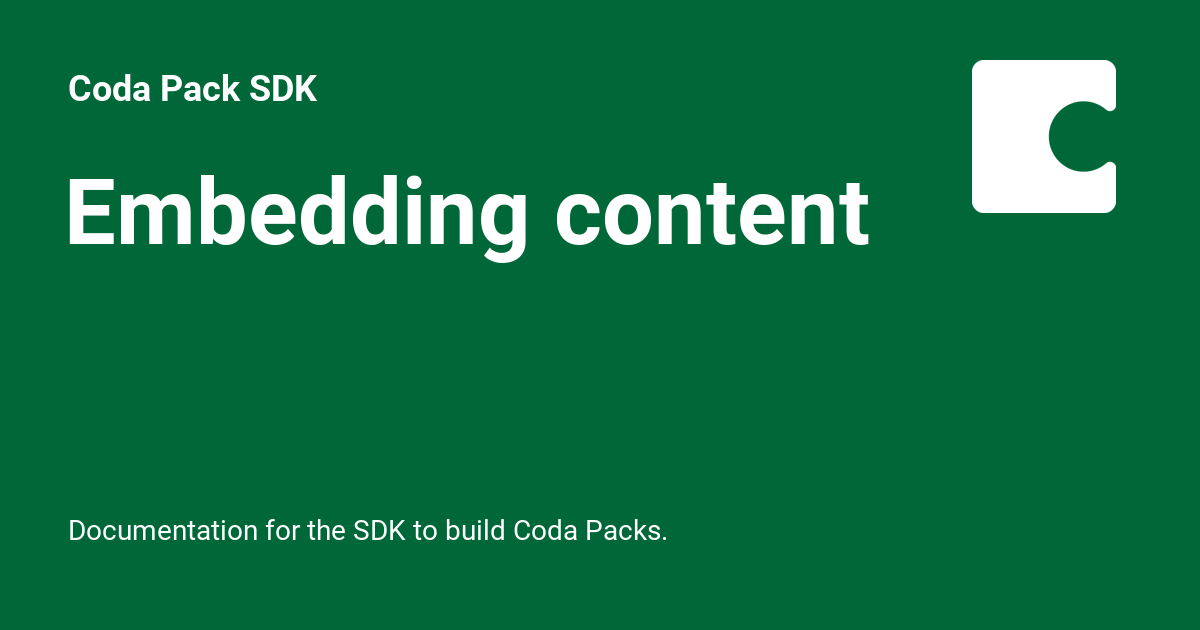 Coda Pack SDK
Embedding content
Documentation for the SDK to build Coda Packs.